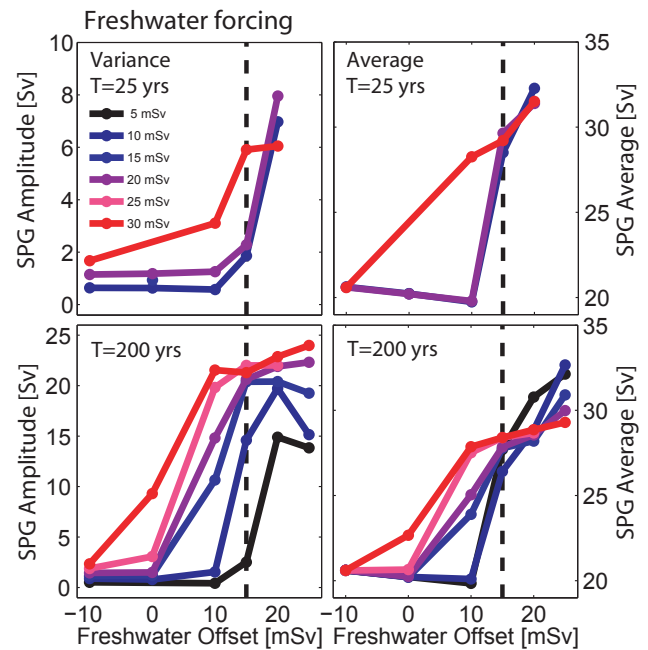 Freshwater forcing
10
8
6
4
2
0
SPG Amplitude [Sv]
Variance
T=25 yrs
5 mSv
10 mSv
15 mSv
20 mSv
25 mSv
30 mSv
Average
T=25 yrs
35
30
25
20
SPG Average [Sv]
25
20
15
10
5
0
SPG Amplitude [Sv]
T=200 yrs
−10 0 10 20
Freshwater Offset [mSv]
T=200 yrs
35
30
25
20
SPG Average [Sv]
−10 0 10 20
Freshwater Offset [mSv]